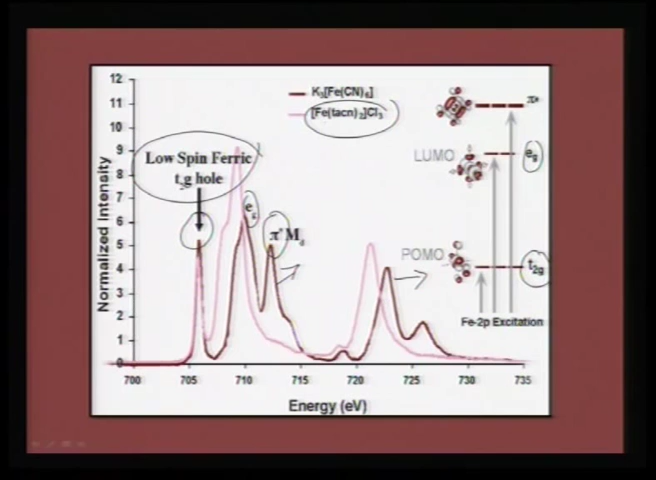 K3[Fe(CN)6]
[Fe(tacn)2]Cl3
Low Spin Ferric
t2g hole
eg
π* Md
LUMO
eg
POMO
t2g
π*
Fe-2p Excitation
Normalized Intensity
12
11
10
9
8
7
6
5
4
3
2
1
0
700 705 710 715 720 725 730 735
Energy (eV)